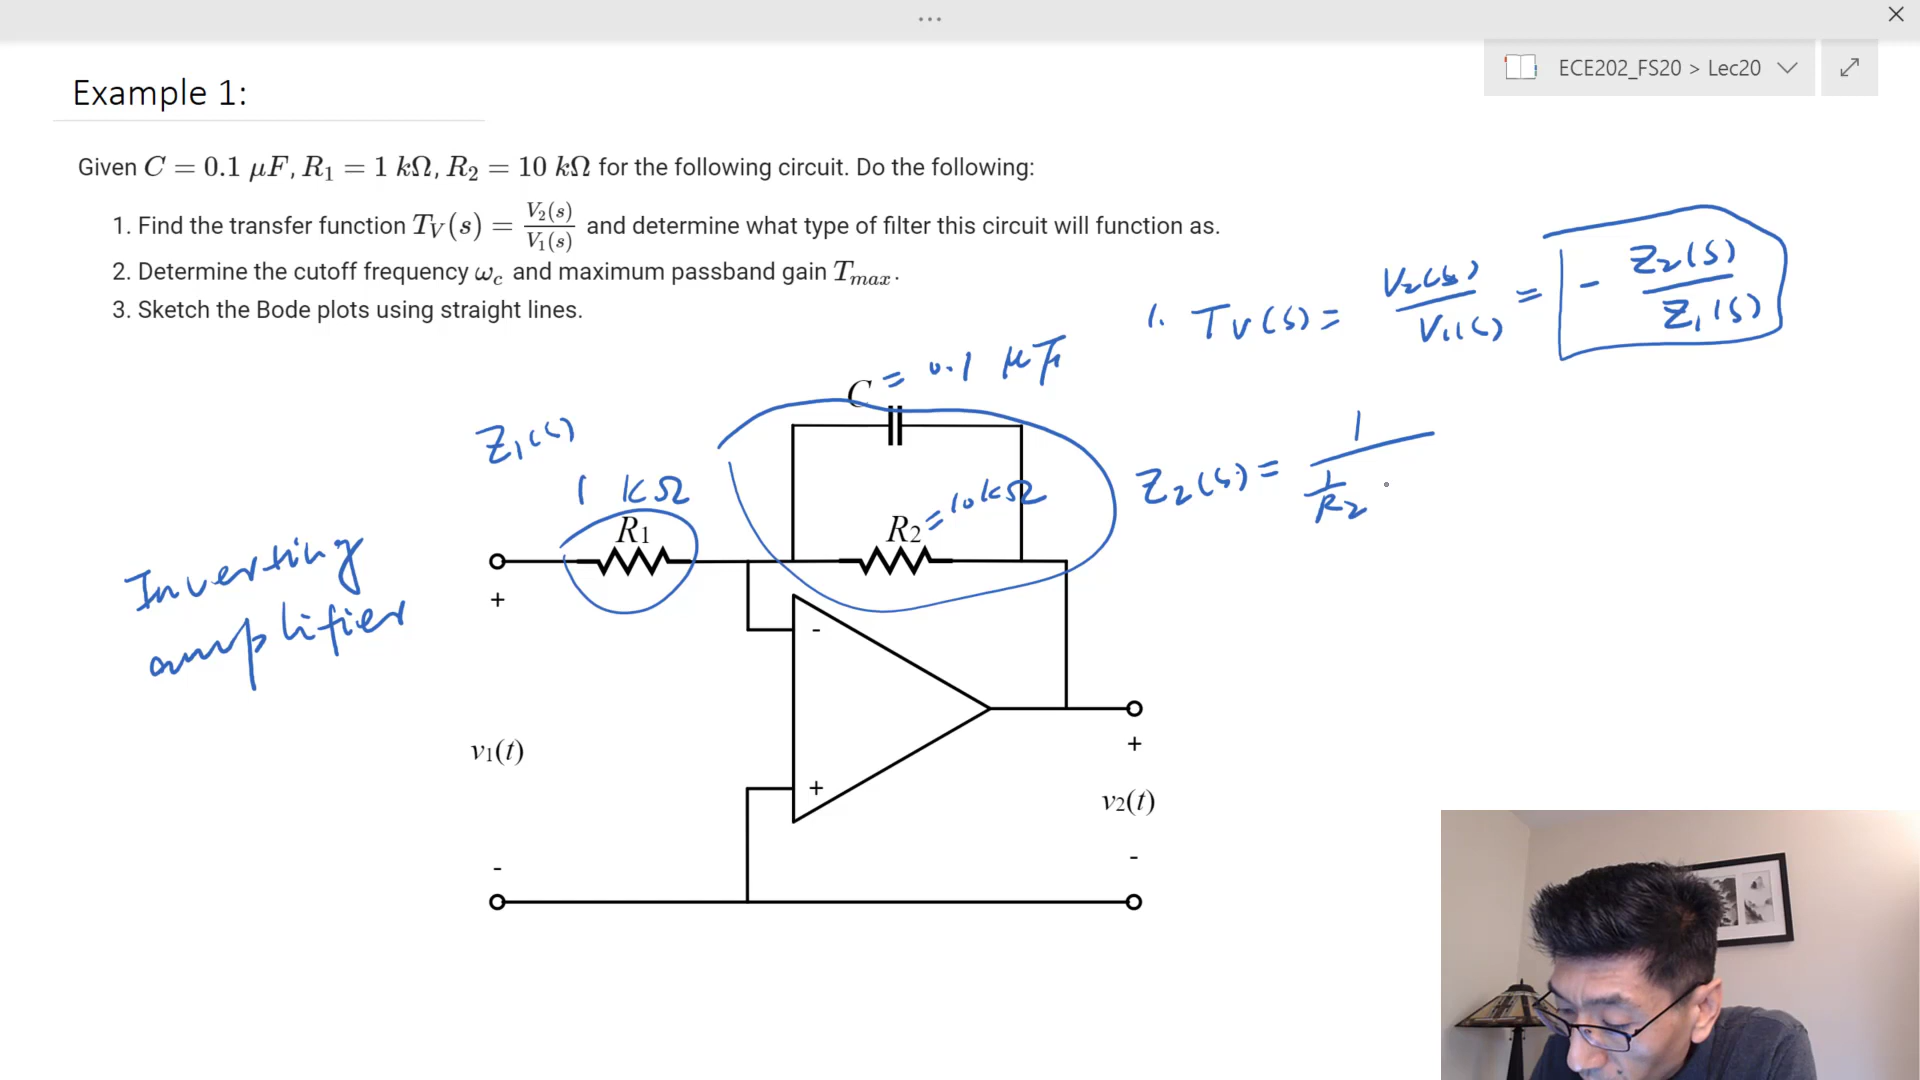 ECE202_FS20 > Lec20
Example 1:
Given C = 0.1 μF, R₁ = 1 kΩ, R₂ = 10 kΩ for the following circuit. Do the following:
1. Find the transfer function T_V(s) = V₂(s)/V₁(s) and determine what type of filter this circuit will function as.
2. Determine the cutoff frequency ω_c and maximum passband gain T_max.
3. Sketch the Bode plots using straight lines.
1. T_V(s) = V₂(s)/V₁(s) = - Z₂(s)/Z₁(s)
C = 0.1 μF
Z₁(s)
1 kΩ
R₁
R₂ = 10kΩ
Z₂(s) = 1/(1/R₂
Inverting
amplifier
+
-
v₁(t)
+
+
v₂(t)
-
-